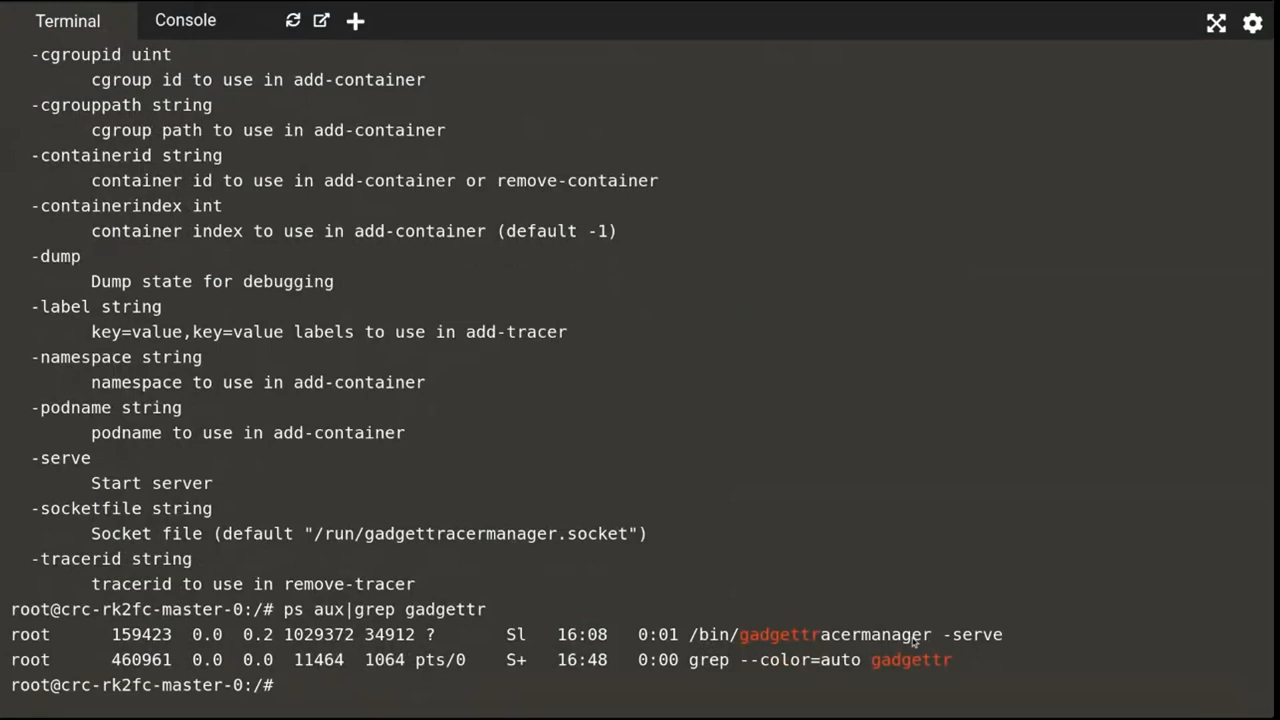 Terminal
Console
-cgroupid uint
cgroup id to use in add-container
-cgrouppath string
cgroup path to use in add-container
-containerid string
container id to use in add-container or remove-container
-containerindex int
container index to use in add-container (default -1)
-dump
Dump state for debugging
-label string
key=value,key=value labels to use in add-tracer
-namespace string
namespace to use in add-container
-podname string
podname to use in add-container
-serve
Start server
-socketfile string
Socket file (default "/run/gadgettracermanager.socket")
-tracerid string
tracerid to use in remove-tracer
root@crc-rk2fc-master-0:/# ps aux|grep gadgettr
root 159423 0.0 0.2 1029372 34912 ? Sl 16:08 0:01 /bin/gadgettracermanager -serve
root 460961 0.0 0.0 11464 1064 pts/0 S+ 16:48 0:00 grep --color=auto gadgettr
root@crc-rk2fc-master-0:/#